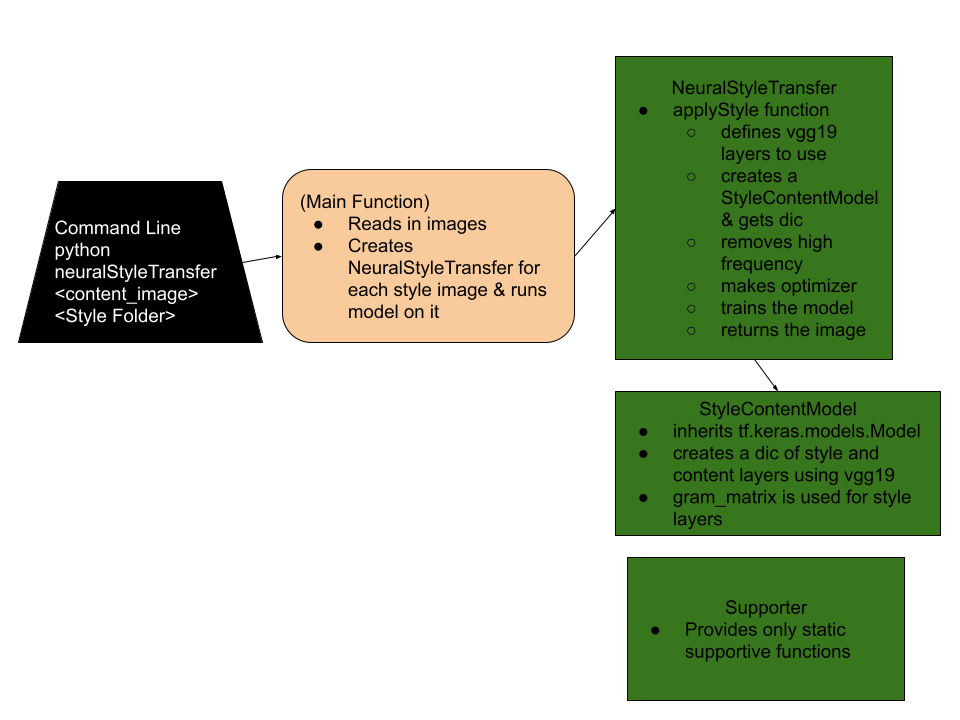 Command Line
python
neuralStyleTransfer
<content_image>
<Style Folder>
(Main Function)
● Reads in images
● Creates
NeuralStyleTransfer for
each style image & runs
model on it
NeuralStyleTransfer
● applyStyle function
○ defines vgg19
layers to use
○ creates a
StyleContentModel
& gets dic
○ removes high
frequency
○ makes optimizer
○ trains the model
○ returns the image
StyleContentModel
● inherits tf.keras.models.Model
● creates a dic of style and
content layers using vgg19
● gram_matrix is used for style
layers
Supporter
● Provides only static
supportive functions